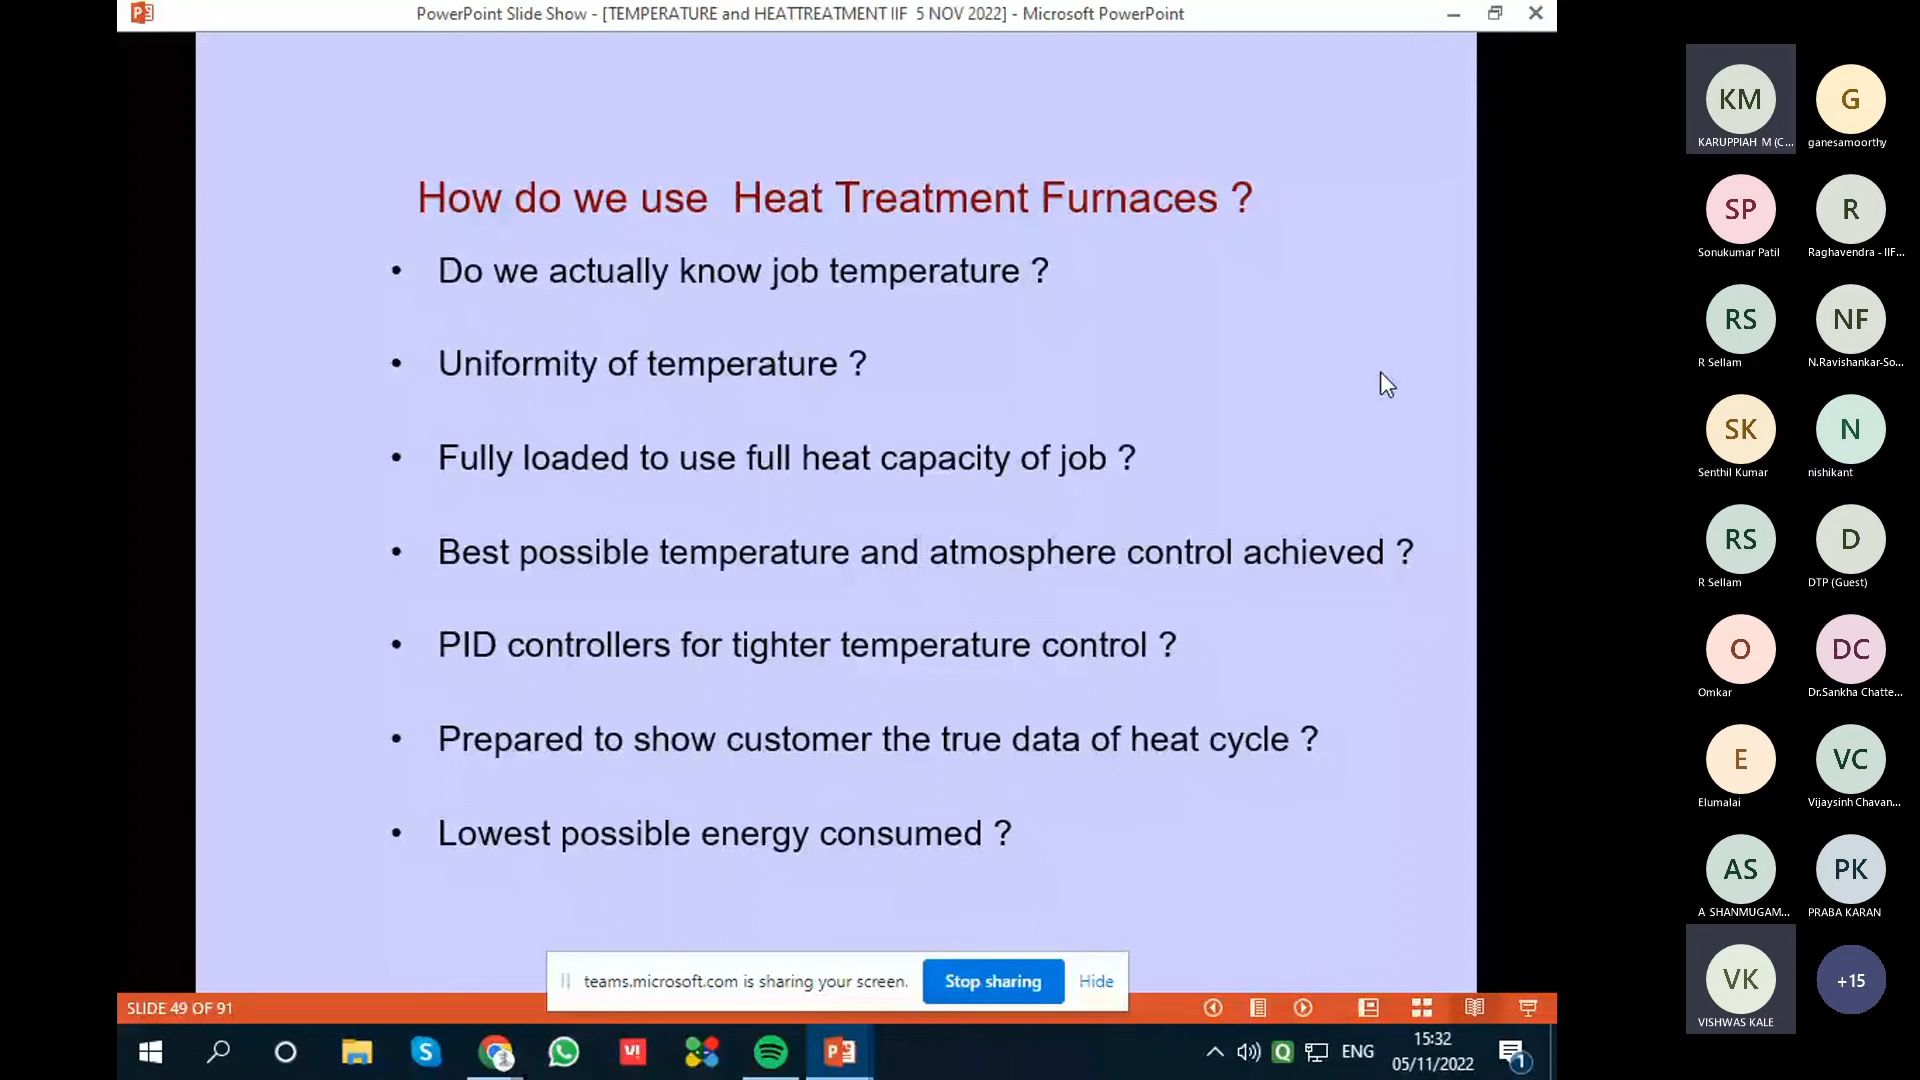 PowerPoint Slide Show - [TEMPERATURE and HEATTREATMENT IIF 5 NOV 2022] - Microsoft PowerPoint
How do we use Heat Treatment Furnaces ?
• Do we actually know job temperature ?
• Uniformity of temperature ?
• Fully loaded to use full heat capacity of job ?
• Best possible temperature and atmosphere control achieved ?
• PID controllers for tighter temperature control ?
• Prepared to show customer the true data of heat cycle ?
• Lowest possible energy consumed ?
teams.microsoft.com is sharing your screen.
Stop sharing
Hide
SLIDE 49 OF 91
ENG
15:32
05/11/2022
1
KM
KARUPPIAH M (C...
G
ganesamoorthy
SP
Sonukumar Patil
R
Raghavendra - IIF...
RS
R Sellam
NF
N.Ravishankar-So...
SK
Senthil Kumar
N
nishikant
RS
R Sellam
D
DTP (Guest)
O
Omkar
DC
Dr.Sankha Chatte...
E
Elumalai
VC
Vijaysinh Chavan...
AS
A SHANMUGAM...
PK
PRABA KARAN
VK
VISHWAS KALE
+15